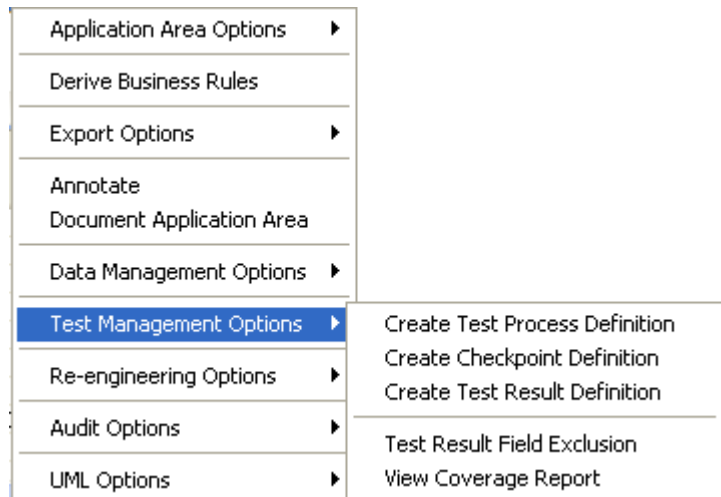 Application Area Options
Derive Business Rules
Export Options
Annotate
Document Application Area
Data Management Options
Test Management Options
Re-engineering Options
Audit Options
UML Options
Create Test Process Definition
Create Checkpoint Definition
Create Test Result Definition
Test Result Field Exclusion
View Coverage Report